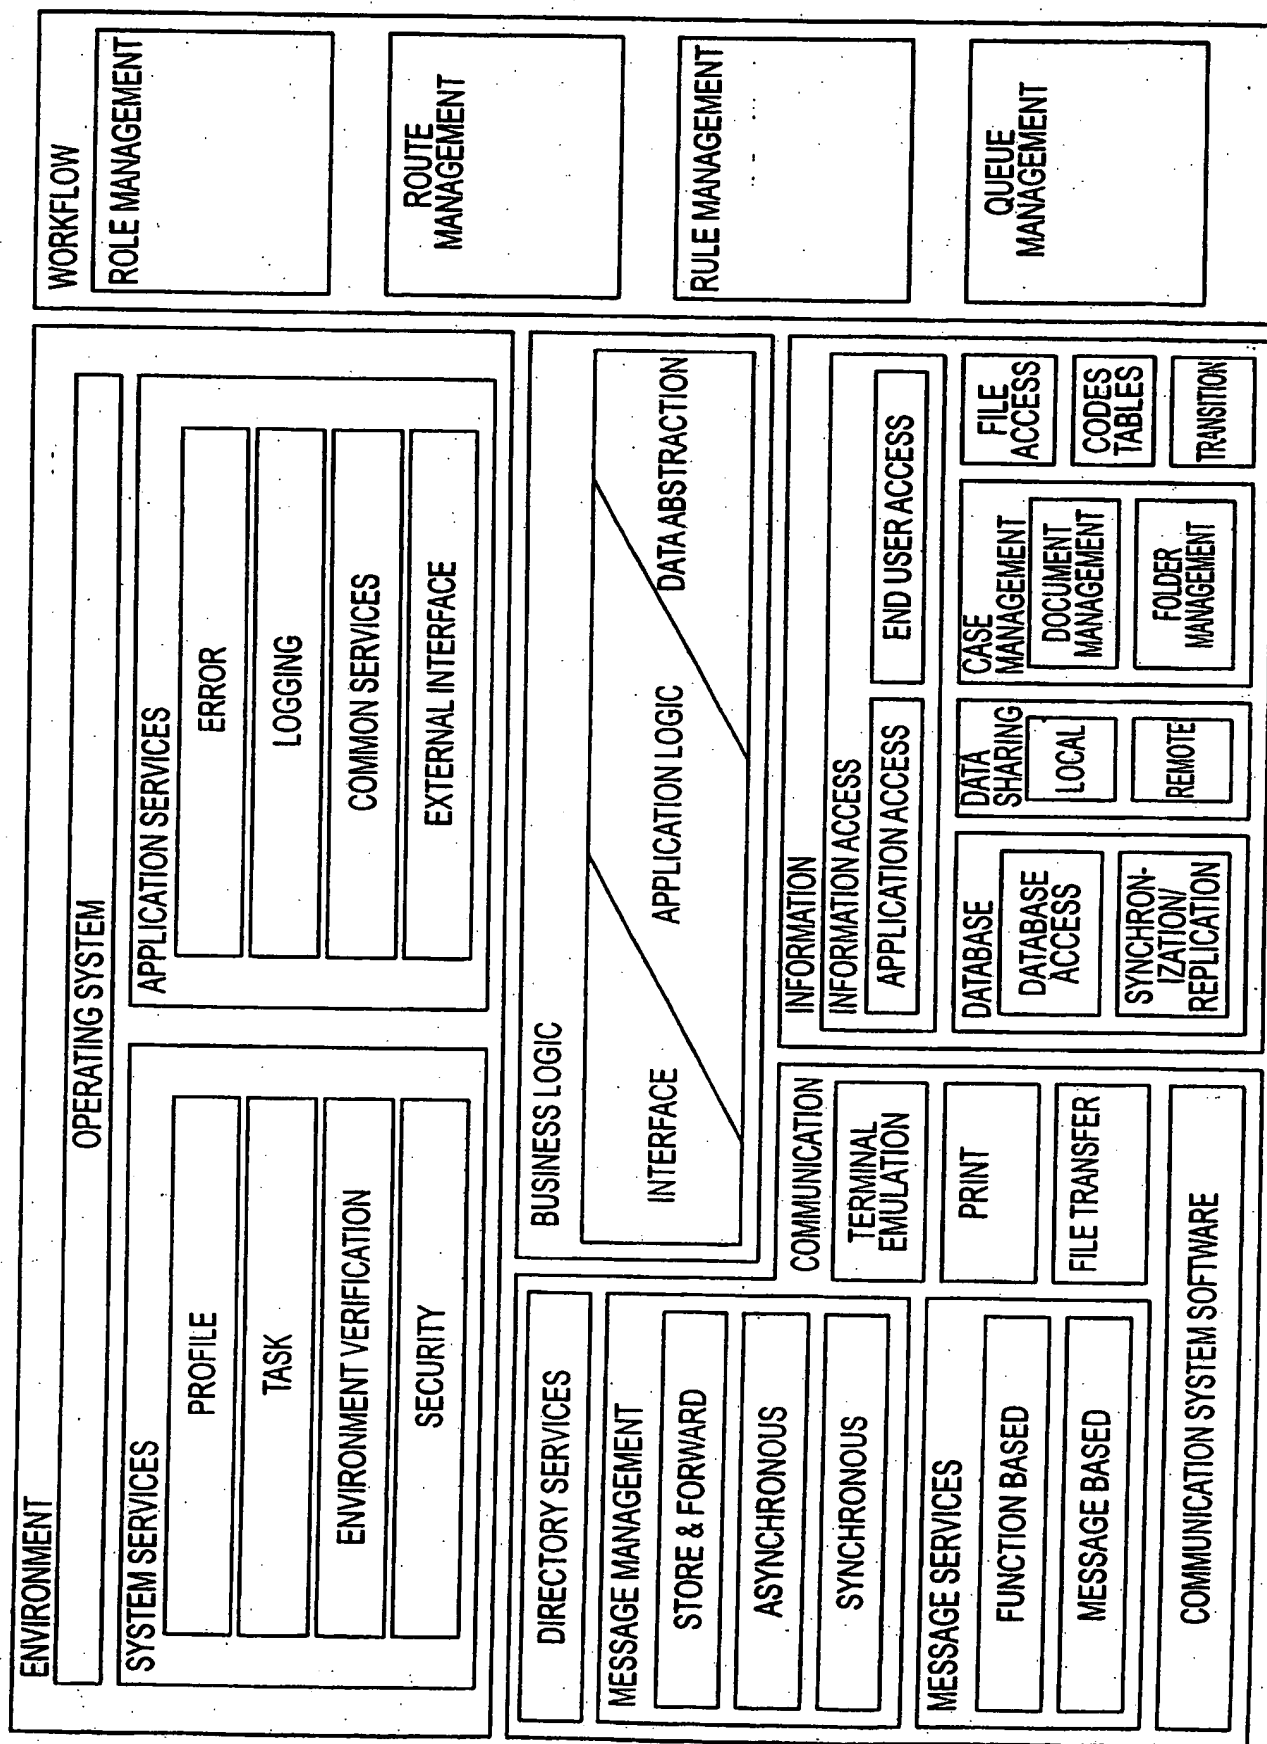 ENVIRONMENT
OPERATING SYSTEM
SYSTEM SERVICES
PROFILE
TASK
ENVIRONMENT VERIFICATION
SECURITY
APPLICATION SERVICES
ERROR
LOGGING
COMMON SERVICES
EXTERNAL INTERFACE
DIRECTORY SERVICES
MESSAGE MANAGEMENT
STORE & FORWARD
ASYNCHRONOUS
SYNCHRONOUS
MESSAGE SERVICES
FUNCTION BASED
MESSAGE BASED
COMMUNICATION
TERMINAL
EMULATION
PRINT
FILE TRANSFER
COMMUNICATION SYSTEM SOFTWARE
BUSINESS LOGIC
INTERFACE
APPLICATION LOGIC
DATA ABSTRACTION
INFORMATION
INFORMATION ACCESS
APPLICATION ACCESS
END USER ACCESS
DATABASE
DATABASE
ACCESS
SYNCHRON-
IZATION/
REPLICATION
DATA
SHARING
LOCAL
REMOTE
CASE
MANAGEMENT
DOCUMENT
MANAGEMENT
FOLDER
MANAGEMENT
FILE
ACCESS
CODES
TABLES
TRANSITION
WORKFLOW
ROLE MANAGEMENT
ROUTE
MANAGEMENT
RULE MANAGEMENT
QUEUE
MANAGEMENT